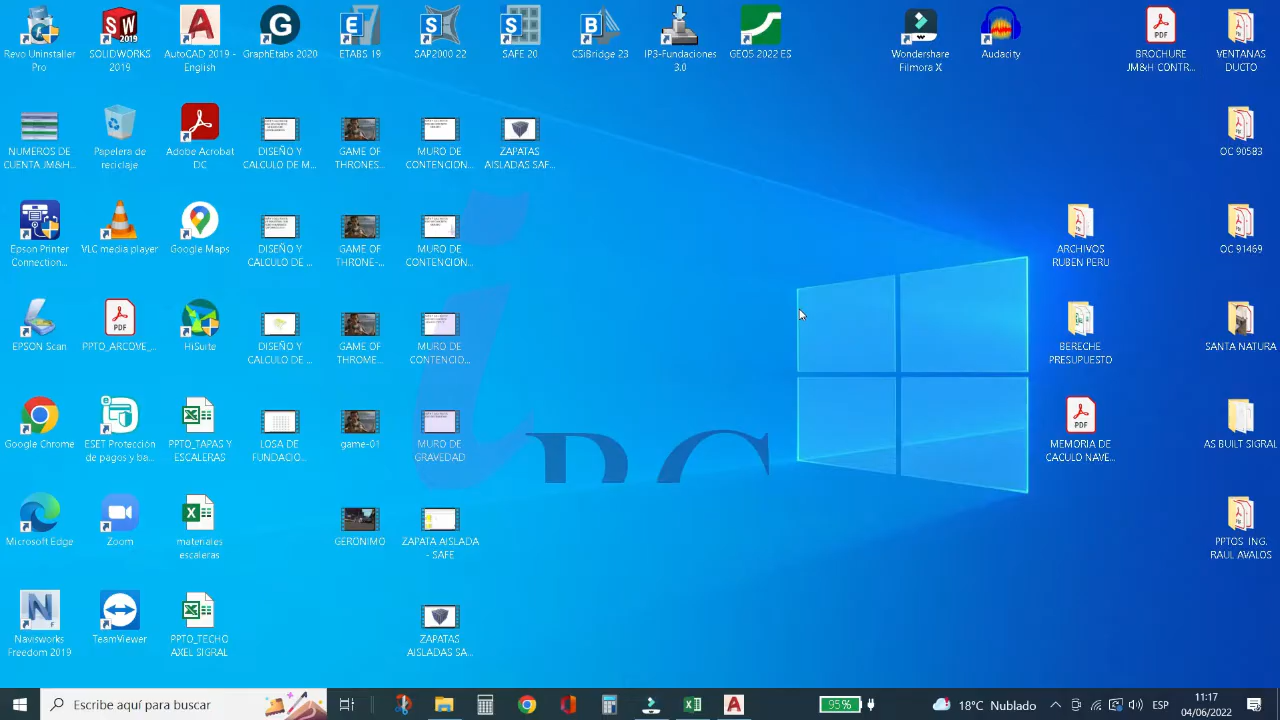 Revo Uninstaller
Pro
SOLIDWORKS
2019
AutoCAD 2019 -
English
GraphEtabs 2020
ETABS 19
SAP2000 22
SAFE 20
CSiBridge 23
IP3-Fundaciones
3.0
GEO5 2022 ES
Wondershare
Filmora X
Audacity
BROCHURE
JM&H CONTR...
VENTANAS
DUCTO
NUMEROS DE
CUENTA JM&H...
Papelera de
reciclaje
Adobe Acrobat
DC
DISEÑO Y
CALCULO DE M...
GAME OF
THRONES...
MURO DE
CONTENCION...
ZAPATAS
AISLADAS SAF...
OC 90583
Epson Printer
Connection...
VLC media player
Google Maps
DISEÑO Y
CALCULO DE ...
GAME OF
THRONE-...
MURO DE
CONTENCION...
ARCHIVOS
RUBEN PERU
OC 91469
EPSON Scan
PPTO_ARCOVE_...
HiSuite
DISEÑO Y
CALCULO DE ...
GAME OF
THROME...
MURO DE
CONTENCIO...
BERECHE
PRESUPUESTO
SANTA NATURA
Google Chrome
ESET Protección
de pagos y ba...
PPTO_TAPAS Y
ESCALERAS
LOSA DE
FUNDACIO...
game-01
MURO DE
GRAVEDAD
MEMORIA DE
CACULO NAVE...
AS BUILT SIGRAL
Microsoft Edge
Zoom
materiales
escaleras
GERONIMO
ZAPATA AISLADA
- SAFE
PPTOS ING.
RAUL AVALOS
Navisworks
Freedom 2019
TeamViewer
PPTO_TECHO
AXEL SIGRAL
ZAPATAS
AISLADAS SA...
Escribe aquí para buscar
95%
18°C Nublado
ESP
11:17
04/06/2022